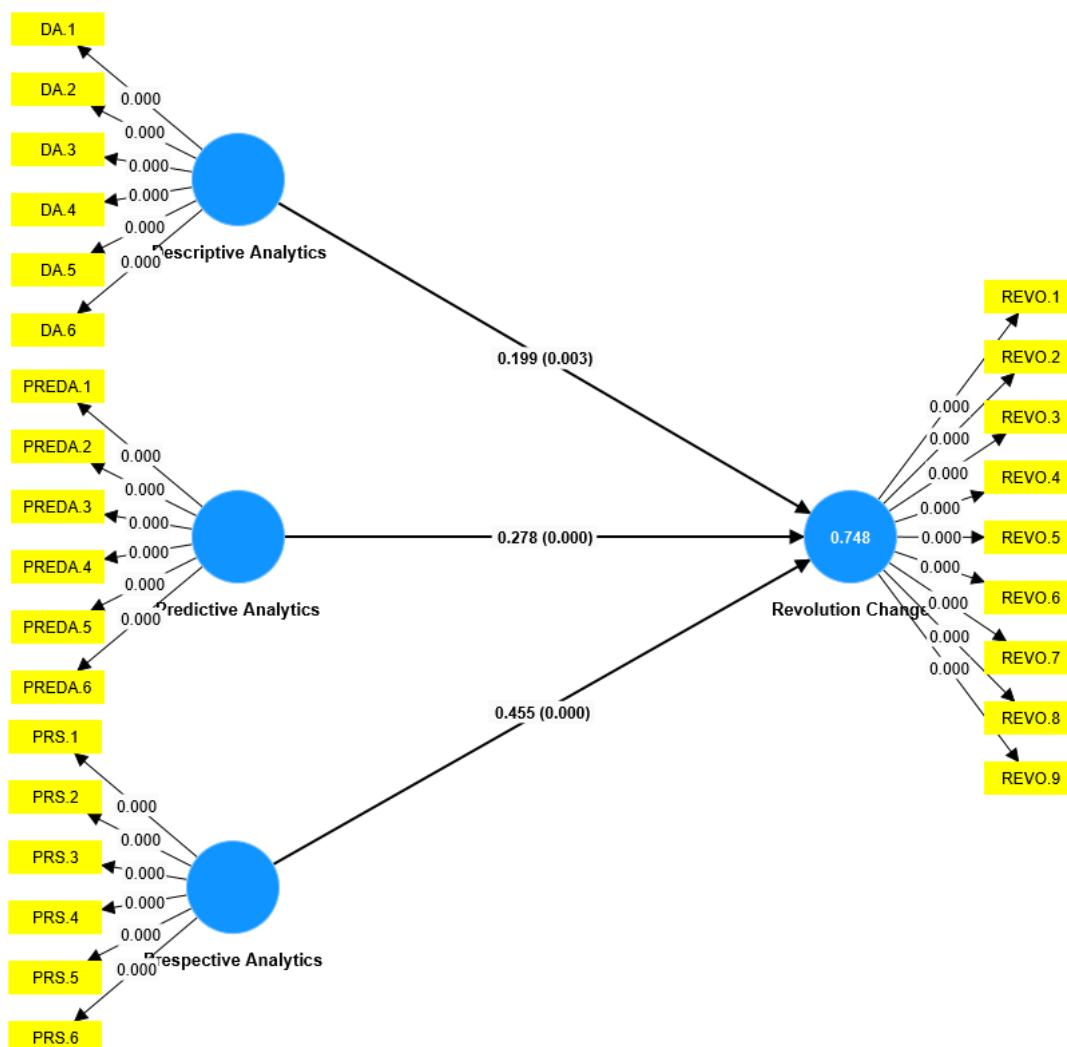 DA.1
DA.2
DA.3
DA.4
DA.5
DA.6
0.000
0.000
0.000
0.000
0.000
0.000
Descriptive Analytics
PREDA.1
PREDA.2
PREDA.3
PREDA.4
PREDA.5
PREDA.6
0.000
0.000
0.000
0.000
0.000
0.000
Predictive Analytics
PRS.1
PRS.2
PRS.3
PRS.4
PRS.5
PRS.6
0.000
0.000
0.000
0.000
0.000
0.000
Prespective Analytics
0.199 (0.003)
0.278 (0.000)
0.455 (0.000)
0.748
Revolution Change
0.000
0.000
0.000
0.000
0.000
0.000
0.000
0.000
0.000
REVO.1
REVO.2
REVO.3
REVO.4
REVO.5
REVO.6
REVO.7
REVO.8
REVO.9